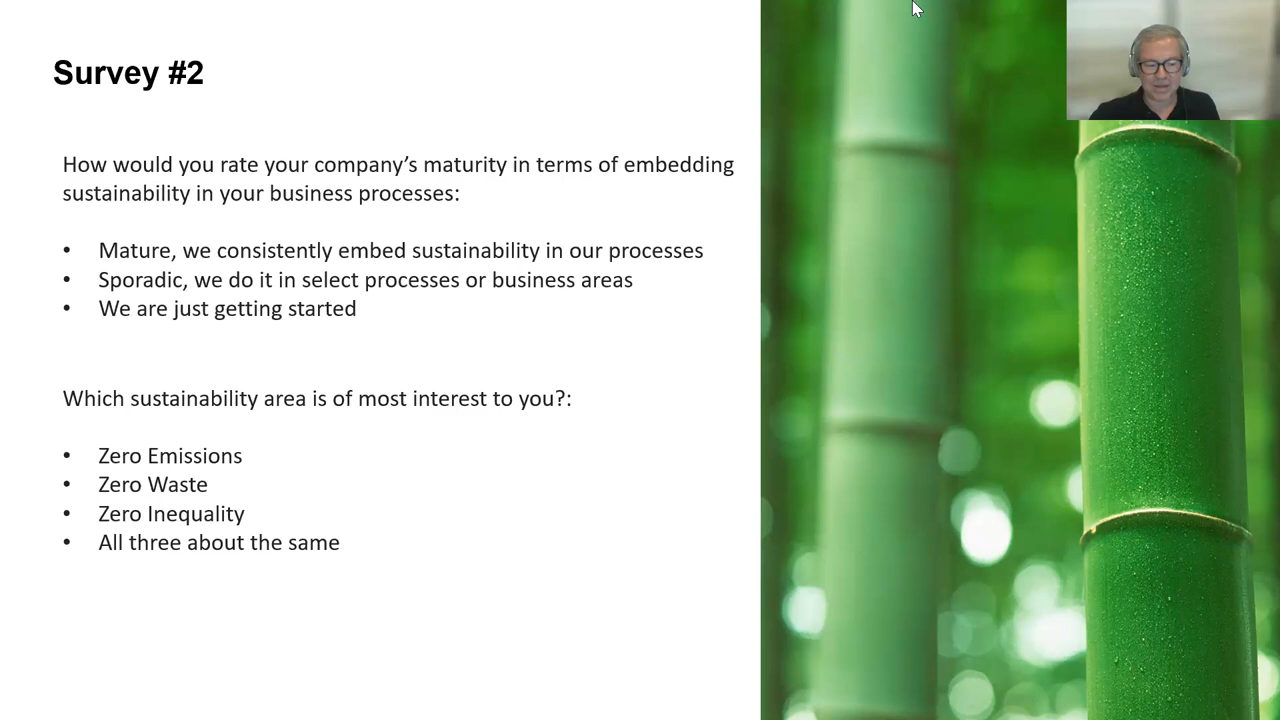 Survey #2
How would you rate your company’s maturity in terms of embedding
sustainability in your business processes:
• Mature, we consistently embed sustainability in our processes
• Sporadic, we do it in select processes or business areas
• We are just getting started
Which sustainability area is of most interest to you?:
• Zero Emissions
• Zero Waste
• Zero Inequality
• All three about the same